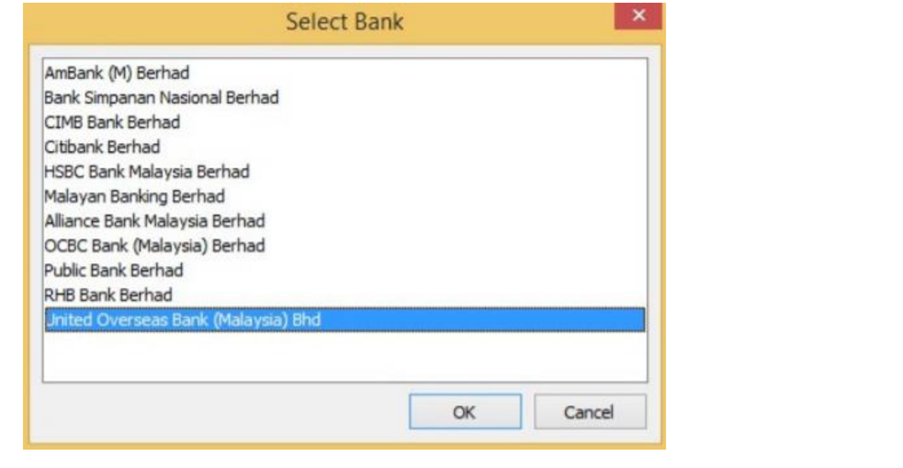 Select Bank
AmBank (M) Berhad
Bank Simpanan Nasional Berhad
CIMB Bank Berhad
Citibank Berhad
HSBC Bank Malaysia Berhad
Malayan Banking Berhad
Alliance Bank Malaysia Berhad
OCBC Bank (Malaysia) Berhad
Public Bank Berhad
RHB Bank Berhad
United Overseas Bank (Malaysia) Bhd
OK Cancel